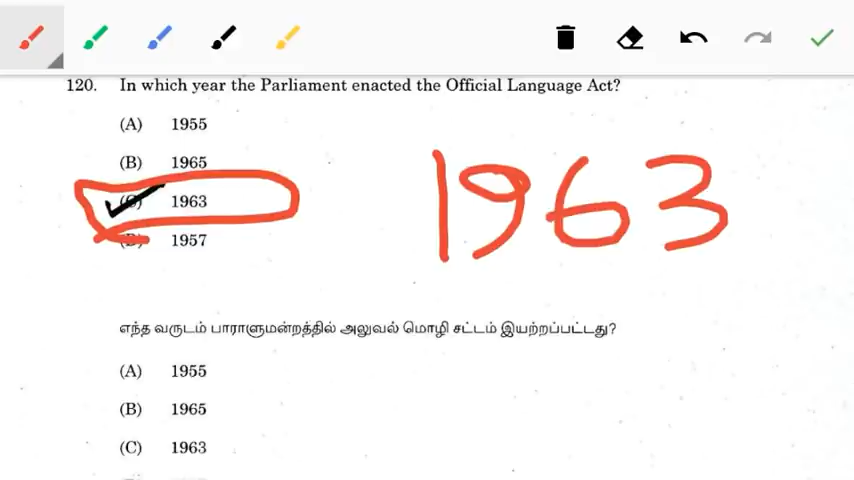 120. In which year the Parliament enacted the Official Language Act?
(A) 1955
(B) 1965
(C) 1963
1963
(D) 1957
எந்த வருடம் பாராளுமன்றத்தில் அலுவல் மொழி சட்டம் இயற்றப்பட்டது?
(A) 1955
(B) 1965
(C) 1963